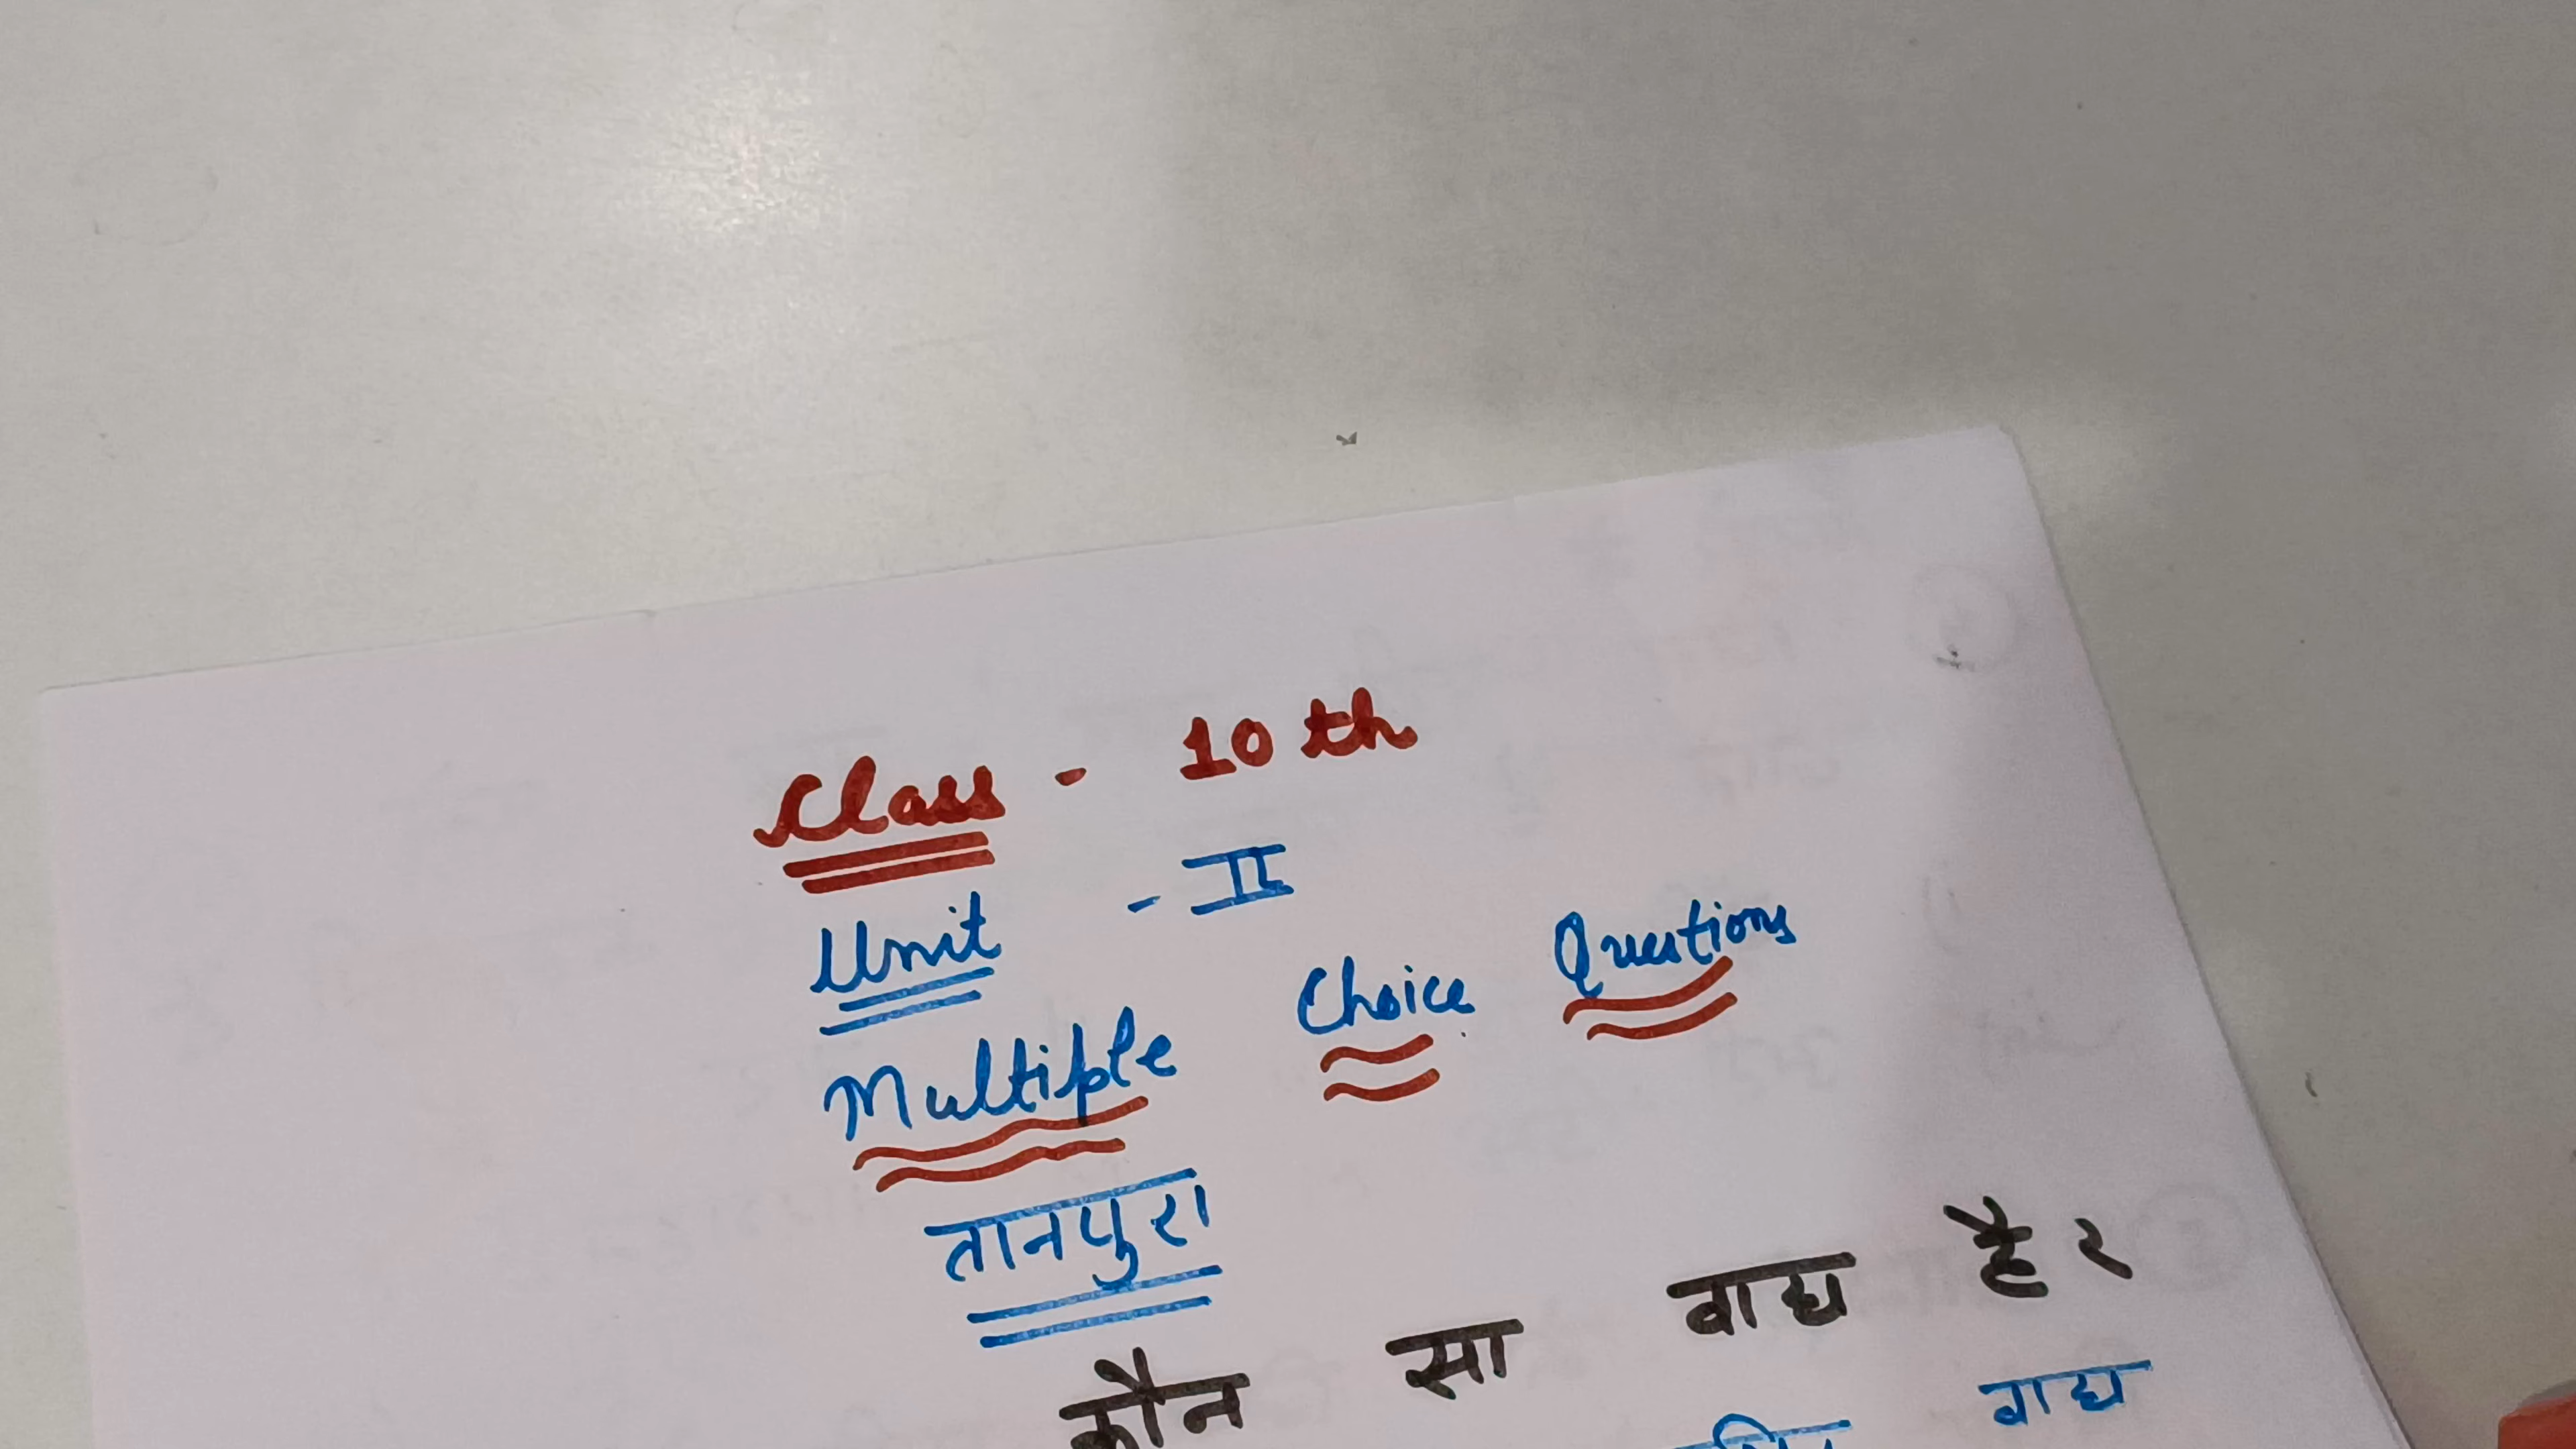 Class - 10 th
Unit - II
Multiple Choice Questions
तानपुरा
कौन सा वाद्य है ?
वाद्य